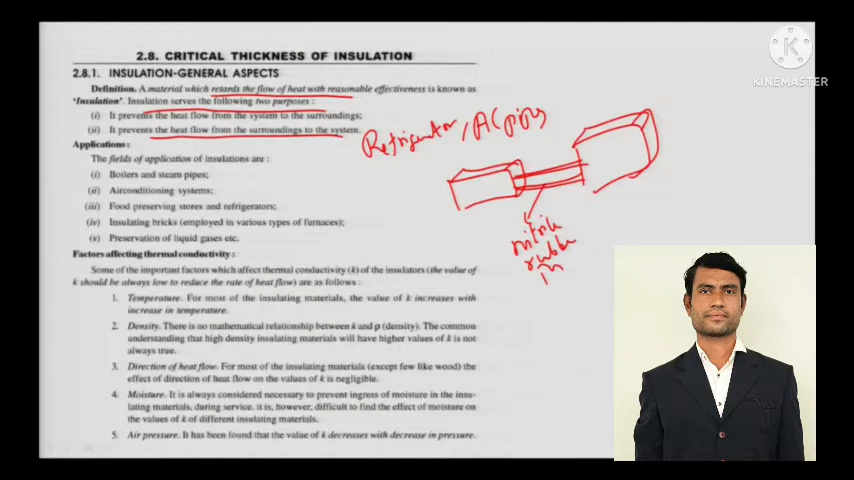 2.8. CRITICAL THICKNESS OF INSULATION
2.8.1. INSULATION-GENERAL ASPECTS
Definition. A material which retards the flow of heat with reasonable effectiveness is known as
'Insulation'. Insulation serves the following two purposes :
(i) It prevents the heat flow from the system to the surroundings;
(ii) It prevents the heat flow from the surroundings to the system.
Applications :
The fields of application of insulations are :
(i) Boilers and steam pipes;
(ii) Airconditioning systems;
(iii) Food preserving stores and refrigerators;
(iv) Insulating bricks (employed in various types of furnaces);
(v) Preservation of liquid gases etc.
Factors affecting thermal conductivity :
Some of the important factors which affect thermal conductivity (k) of the insulators (the value of
k should be always low to reduce the rate of heat flow) are as follows :
1. Temperature. For most of the insulating materials, the value of k increases with
increase in temperature.
2. Density. There is no mathematical relationship between k and ρ (density). The common
understanding that high density insulating materials will have higher values of k is not
always true.
3. Direction of heat flow. For most of the insulating materials (except few like wood) the
effect of direction of heat flow on the values of k is negligible.
4. Moisture. It is always considered necessary to prevent ingress of moisture in the insu-
lating materials, during service, it is, however, difficult to find the effect of moisture on
the values of k of different insulating materials.
5. Air pressure. It has been found that the value of k decreases with decrease in pressure.
Refrigerator, AC pipes
nitrile
rubber
in
K
KINEMASTER